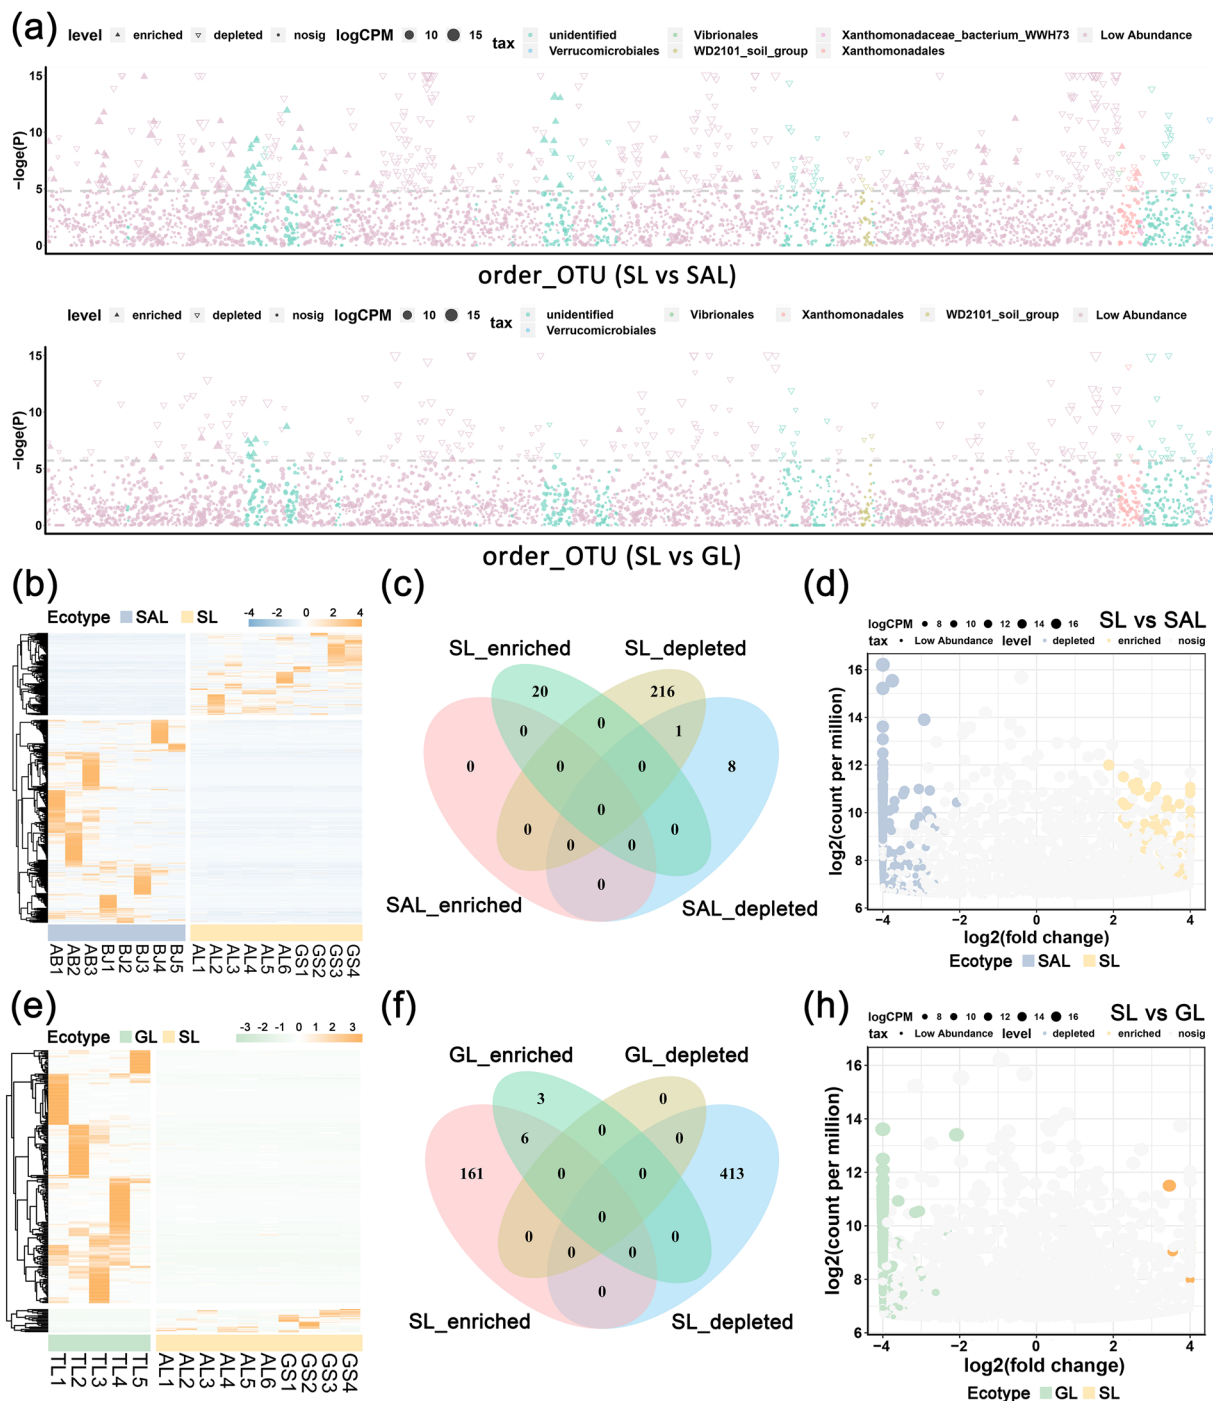 (a)
level enriched depleted nosig logCPM 10 15 tax unidentified Vibrionales Xanthomonadaceae_bacterium_WWH73 Low Abundance
Verrucomicrobiales WD2101_soil_group Xanthomonadales
15
10
5
0
−loge(P)
order_OTU (SL vs SAL)
level enriched depleted nosig logCPM 10 15 tax unidentified Vibrionales Xanthomonadales WD2101_soil_group Low Abundance
Verrucomicrobiales
15
10
5
0
−loge(P)
order_OTU (SL vs GL)
(b)
Ecotype SAL SL
-4 -2 0 2 4
AB1 AB2 AB3 BJ1 BJ2 BJ3 BJ4 BJ5 AL1 AL2 AL3 AL4 AL5 AL6 GS1 GS2 GS3 GS4
(c)
SL_enriched SL_depleted
20 216
0 0 1
0 0 0 8
0
0 0 0 0
0
SAL_enriched SAL_depleted
(d)
logCPM 8 10 12 14 16 SL vs SAL
tax Low Abundance level depleted enriched nosig
16
14
12
10
8
6
log2(count per million)
−4 −2 0 2 4
log2(fold change)
Ecotype SAL SL
(e)
Ecotype GL SL
-3 -2 -1 0 1 2 3
TL1 TL2 TL3 TL4 TL5 AL1 AL2 AL3 AL4 AL5 AL6 GS1 GS2 GS3 GS4
(f)
GL_enriched GL_depleted
3 0
6 0 0
161 0 0 413
0
0 0 0 0
0
SL_enriched SL_depleted
(h)
logCPM 8 10 12 14 16 SL vs GL
tax Low Abundance level depleted enriched nosig
16
14
12
10
8
6
log2(count per million)
−4 −2 0 2 4
log2(fold change)
Ecotype GL SL